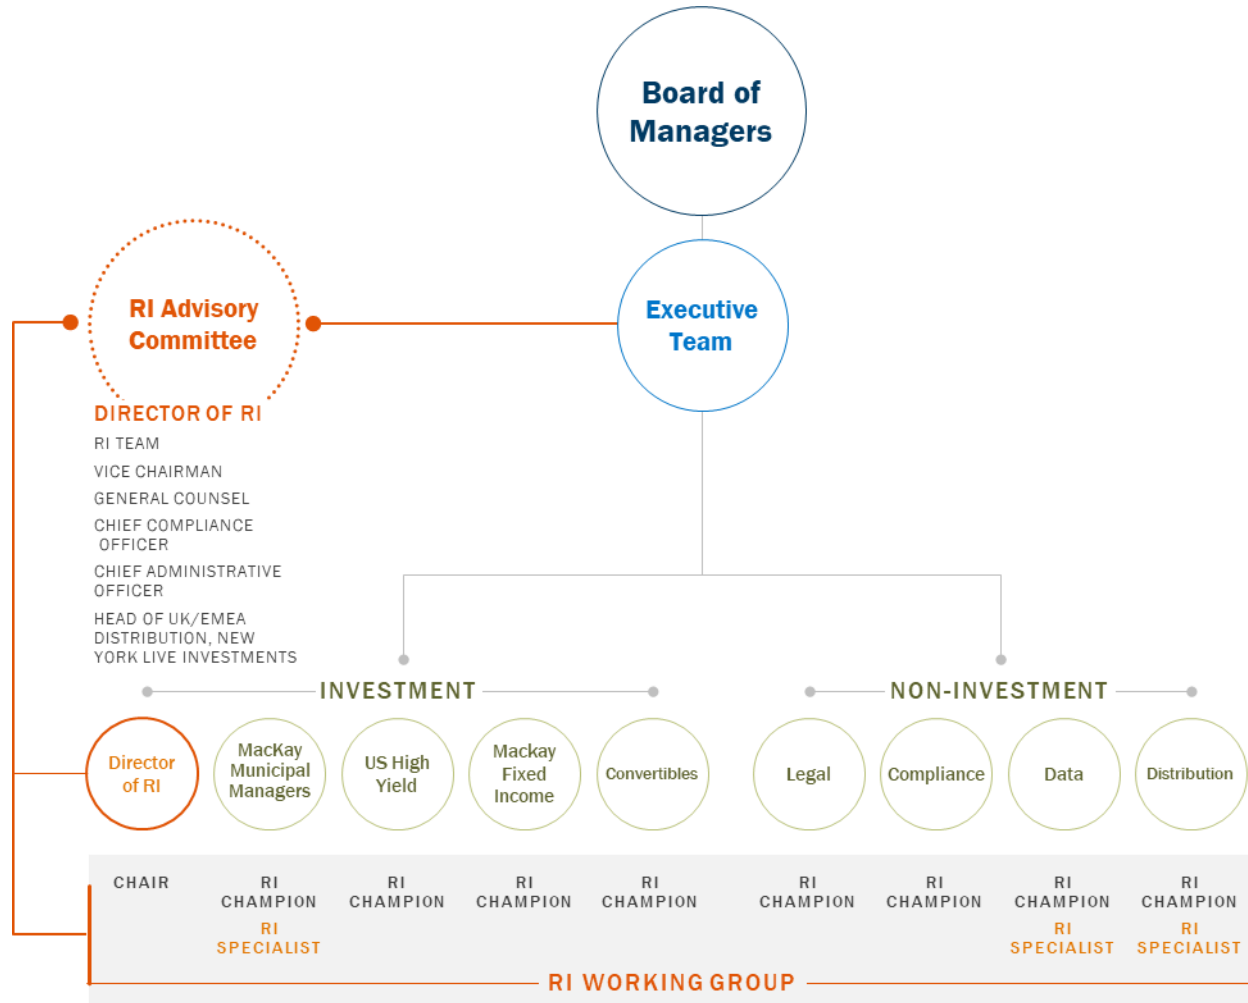 Board of
Managers
RI Advisory
Committee
Executive
Team
DIRECTOR OF RI
RI TEAM
VICE CHAIRMAN
GENERAL COUNSEL
CHIEF COMPLIANCE
OFFICER
CHIEF ADMINISTRATIVE
OFFICER
HEAD OF UK/EMEA
DISTRIBUTION, NEW
YORK LIVE INVESTMENTS
INVESTMENT
NON-INVESTMENT
Director
of RI
MacKay
Municipal
Managers
US High
Yield
Mackay
Fixed
Income
Convertibles
Legal
Compliance
Data
Distribution
CHAIR
RI
CHAMPION
RI
SPECIALIST
RI
CHAMPION
RI
CHAMPION
RI
CHAMPION
RI
CHAMPION
RI
CHAMPION
RI
CHAMPION
RI
SPECIALIST
RI
CHAMPION
RI
SPECIALIST
RI WORKING GROUP